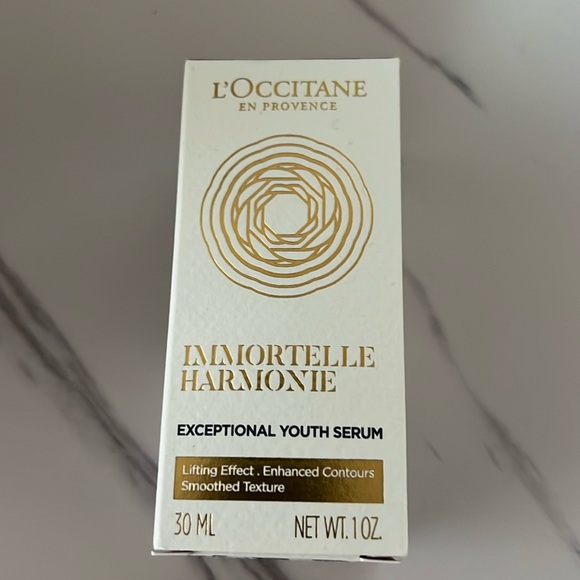 L'OCCITANE
EN PROVENCE
IMMORTELLE
HARMONIE
EXCEPTIONAL YOUTH SERUM
Lifting Effect . Enhanced Contours
Smoothed Texture
30 ML NET WT. 1 OZ.